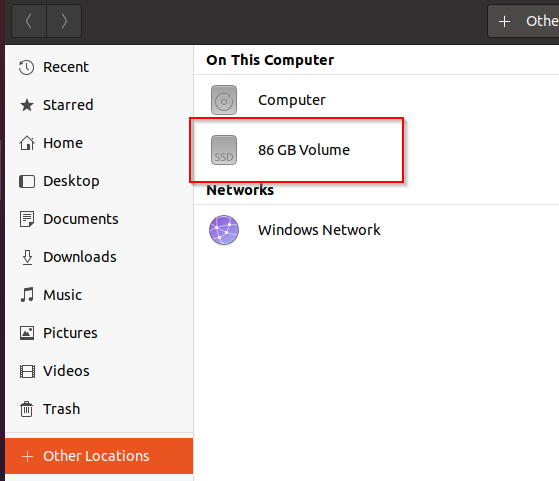 + Othe
Recent
Starred
Home
Desktop
Documents
Downloads
Music
Pictures
Videos
Trash
+ Other Locations
On This Computer
Computer
SSD
86 GB Volume
Networks
Windows Network